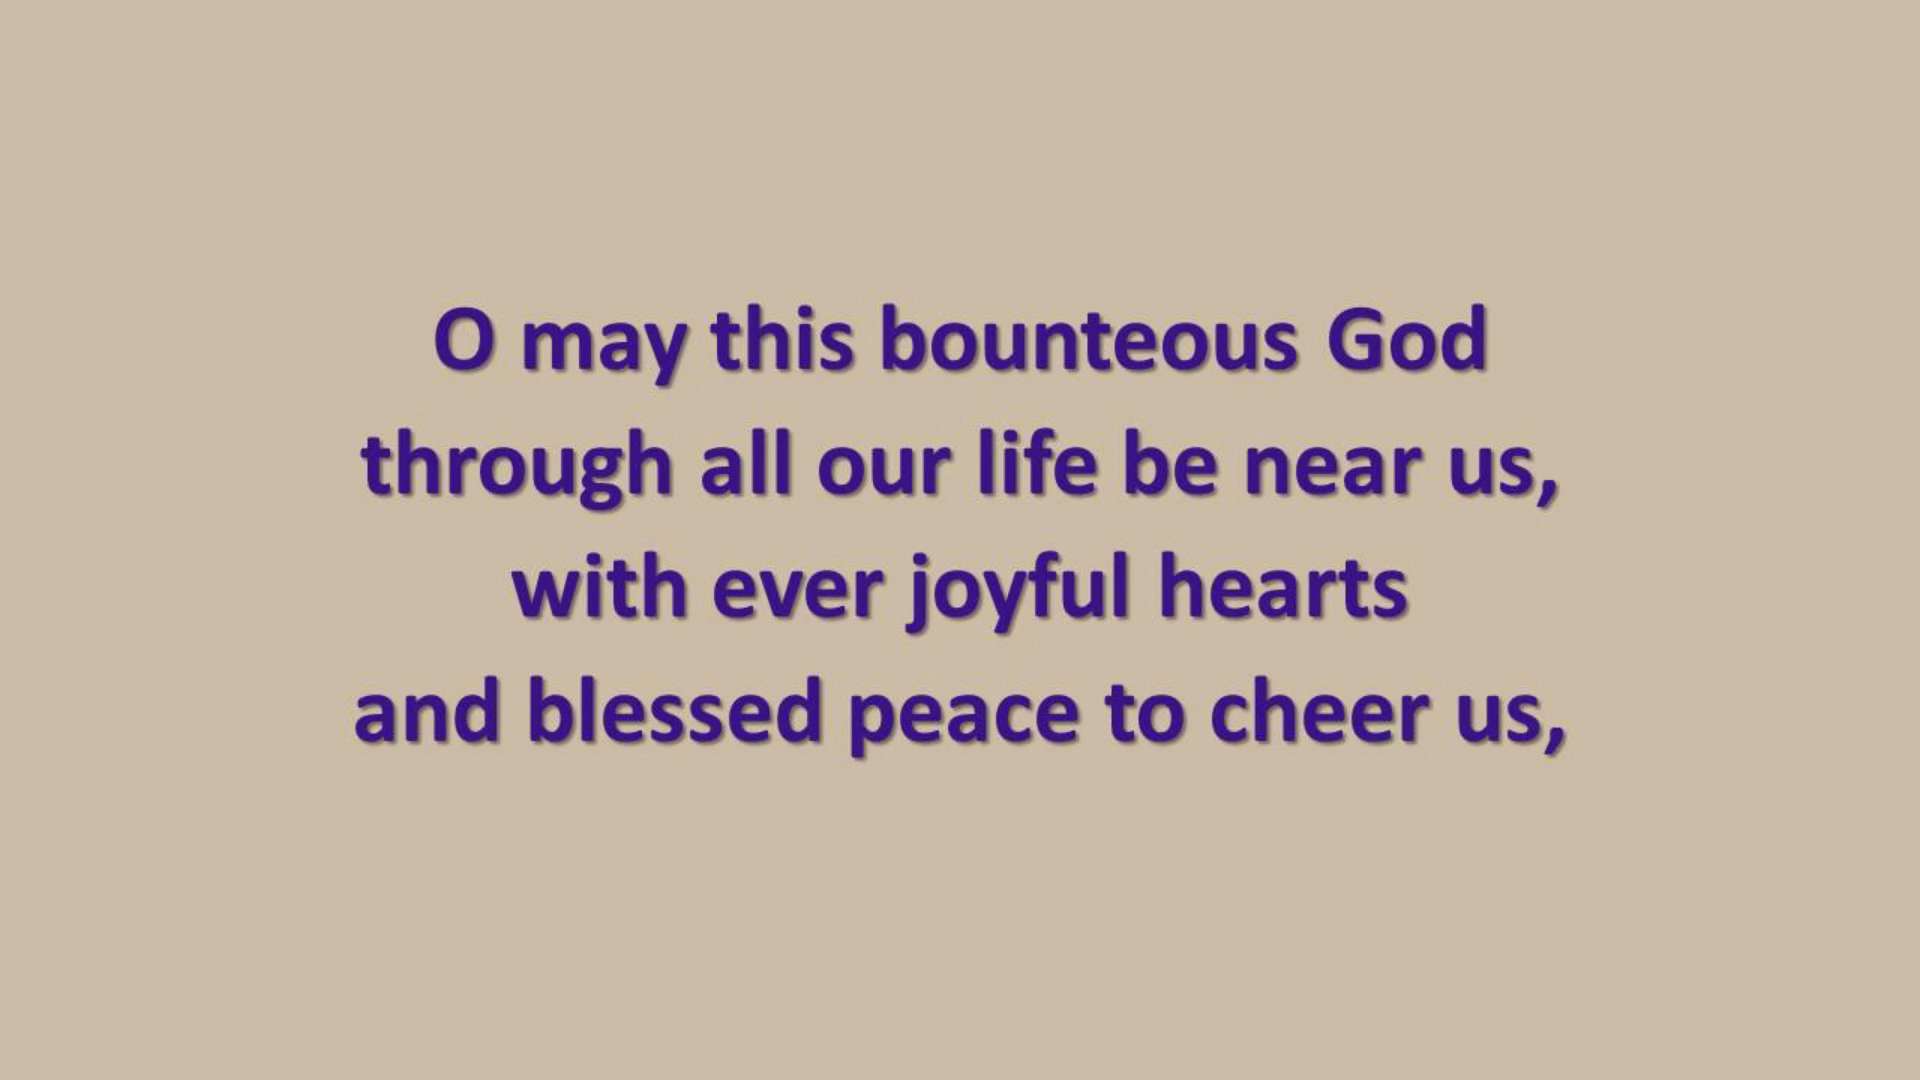 O may this bounteous God
through all our life be near us,
with ever joyful hearts
and blessed peace to cheer us,